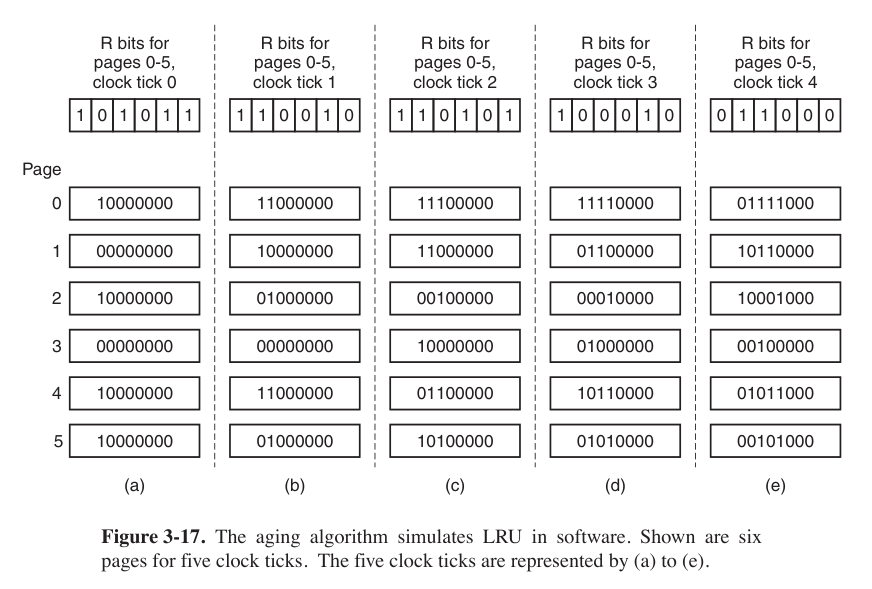 R bits for pages 0-5, clock tick 0
R bits for pages 0-5, clock tick 1
R bits for pages 0-5, clock tick 2
R bits for pages 0-5, clock tick 3
R bits for pages 0-5, clock tick 4
1 0 1 0 1 1
1 1 0 0 1 0
1 1 0 1 0 1
1 0 0 0 1 0
0 1 1 0 0 0
Page
0 10000000 11000000 11100000 11110000 01111000
1 00000000 10000000 11000000 01100000 10110000
2 10000000 01000000 00100000 00010000 10001000
3 00000000 00000000 10000000 01000000 00100000
4 10000000 11000000 01100000 10110000 01011000
5 10000000 01000000 10100000 01010000 00101000
(a) (b) (c) (d) (e)
Figure 3-17. The aging algorithm simulates LRU in software. Shown are six
pages for five clock ticks. The five clock ticks are represented by (a) to (e).